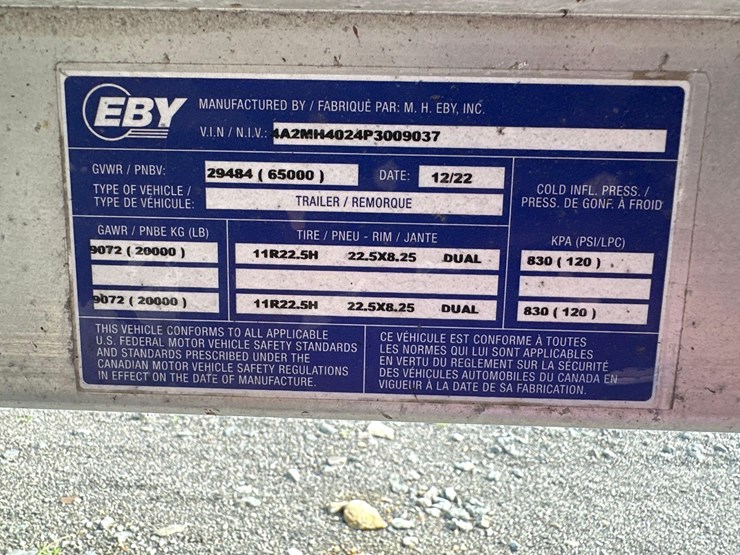 EBY MANUFACTURED BY / FABRIQUÉ PAR: M. H. EBY, INC.
V.I.N / N.I.V.: 4A2MH4024P3009037
GVWR / PNBV: 29484 ( 65000 ) DATE: 12/22
TYPE OF VEHICLE /
TYPE DE VÉHICULE: TRAILER / REMORQUE
COLD INFL. PRESS. /
PRESS. DE GONF. À FROID
GAWR / PNBE KG (LB) TIRE / PNEU - RIM / JANTE KPA (PSI/LPC)
9072 ( 20000 ) 11R22.5H 22.5X8.25 DUAL 830 ( 120 )
9072 ( 20000 ) 11R22.5H 22.5X8.25 DUAL 830 ( 120 )
THIS VEHICLE CONFORMS TO ALL APPLICABLE
U.S. FEDERAL MOTOR VEHICLE SAFETY STANDARDS
AND STANDARDS PRESCRIBED UNDER THE
CANADIAN MOTOR VEHICLE SAFETY REGULATIONS
IN EFFECT ON THE DATE OF MANUFACTURE.
CE VÉHICULE EST CONFORME À TOUTES
LES NORMES QUI LUI SONT APPLICABLES
EN VERTU DU REGLEMENT SUR LA SÉCURITÉ
DES VÉHICULES AUTOMOBILES DU CANADA EN
VIGUEUR À LA DATE DE SA FABRICATION.